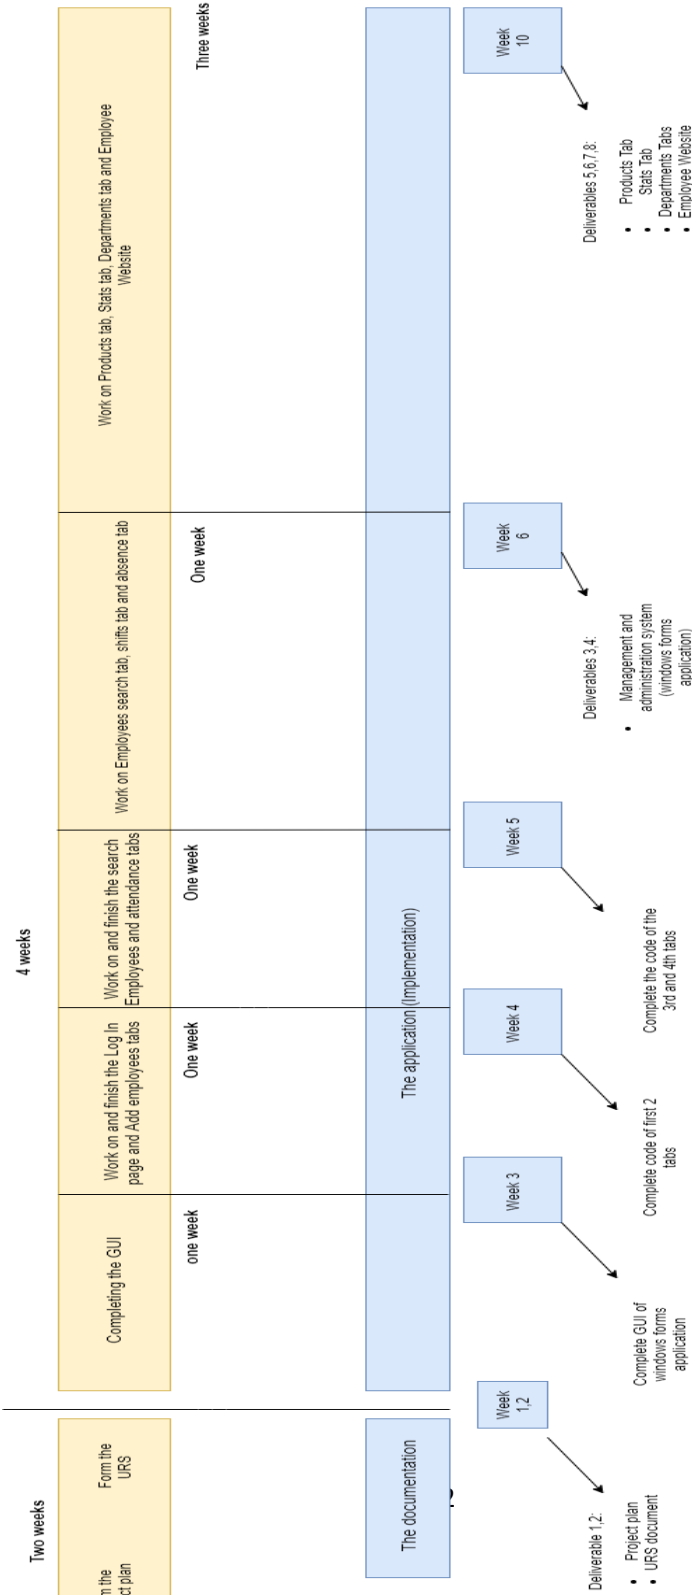 Two weeks
4 weeks
m the
ct plan
Form the
URS
Completing the GUI
Work on and finish the Log In
page and Add employees tabs
Work on and finish the search
Employees and attendance tabs
Work on Employees search tab, shifts tab and absence tab
Work on Products tab, Stats tab, Departments tab and Employee
Website
one week
One week
One week
One week
Three weeks
The documentation
The application (Implementation)
Week
1,2
Week 3
Week 4
Week 5
Week
6
Week
10
Deliverable 1,2:
• Project plan
• URS document
Complete GUI of
windows forms
application
Complete code of first 2
tabs
Complete the code of the
3rd and 4th tabs
Deliverables 3,4:
• Management and
administration system
(windows forms
application)
Deliverables 5,6,7,8:
• Products Tab
• Stats Tab
• Departments Tabs
• Employee Website